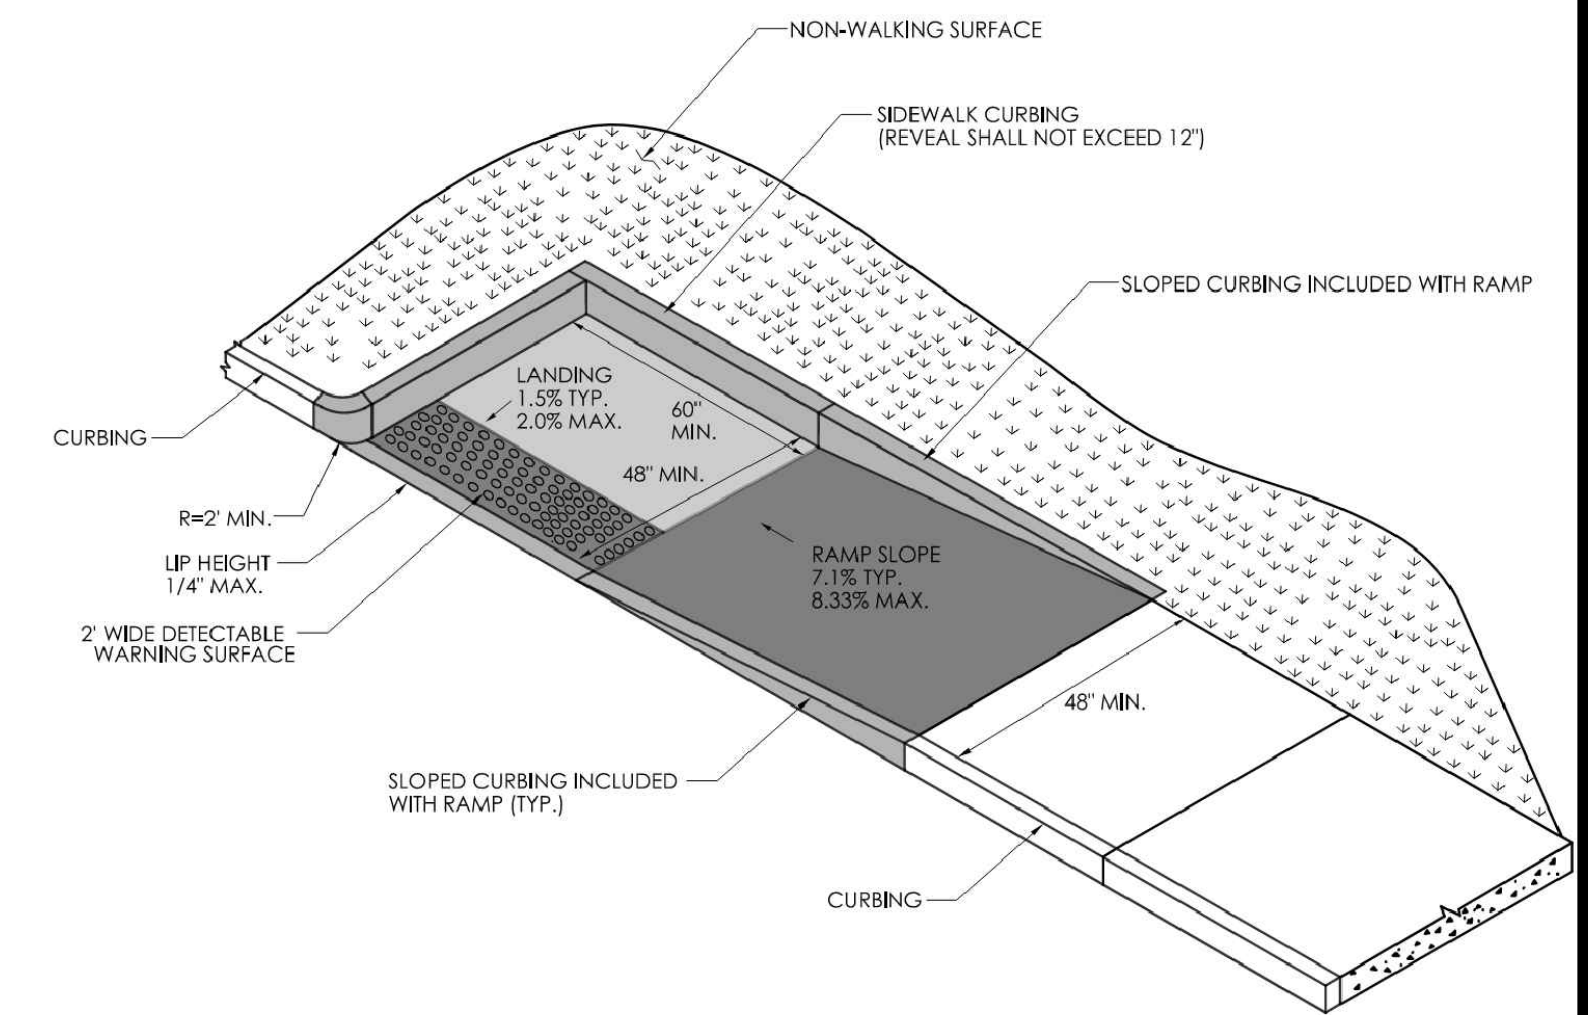 NON-WALKING SURFACE
SIDEWALK CURBING
(REVEAL SHALL NOT EXCEED 12")
SLOPED CURBING INCLUDED WITH RAMP
LANDING
1.5% TYP.
2.0% MAX.
60"
MIN.
CURBING
48" MIN.
R=2' MIN.
LIP HEIGHT
1/4" MAX.
RAMP SLOPE
7.1% TYP.
8.33% MAX.
2' WIDE DETECTABLE
WARNING SURFACE
48" MIN.
SLOPED CURBING INCLUDED
WITH RAMP (TYP.)
CURBING